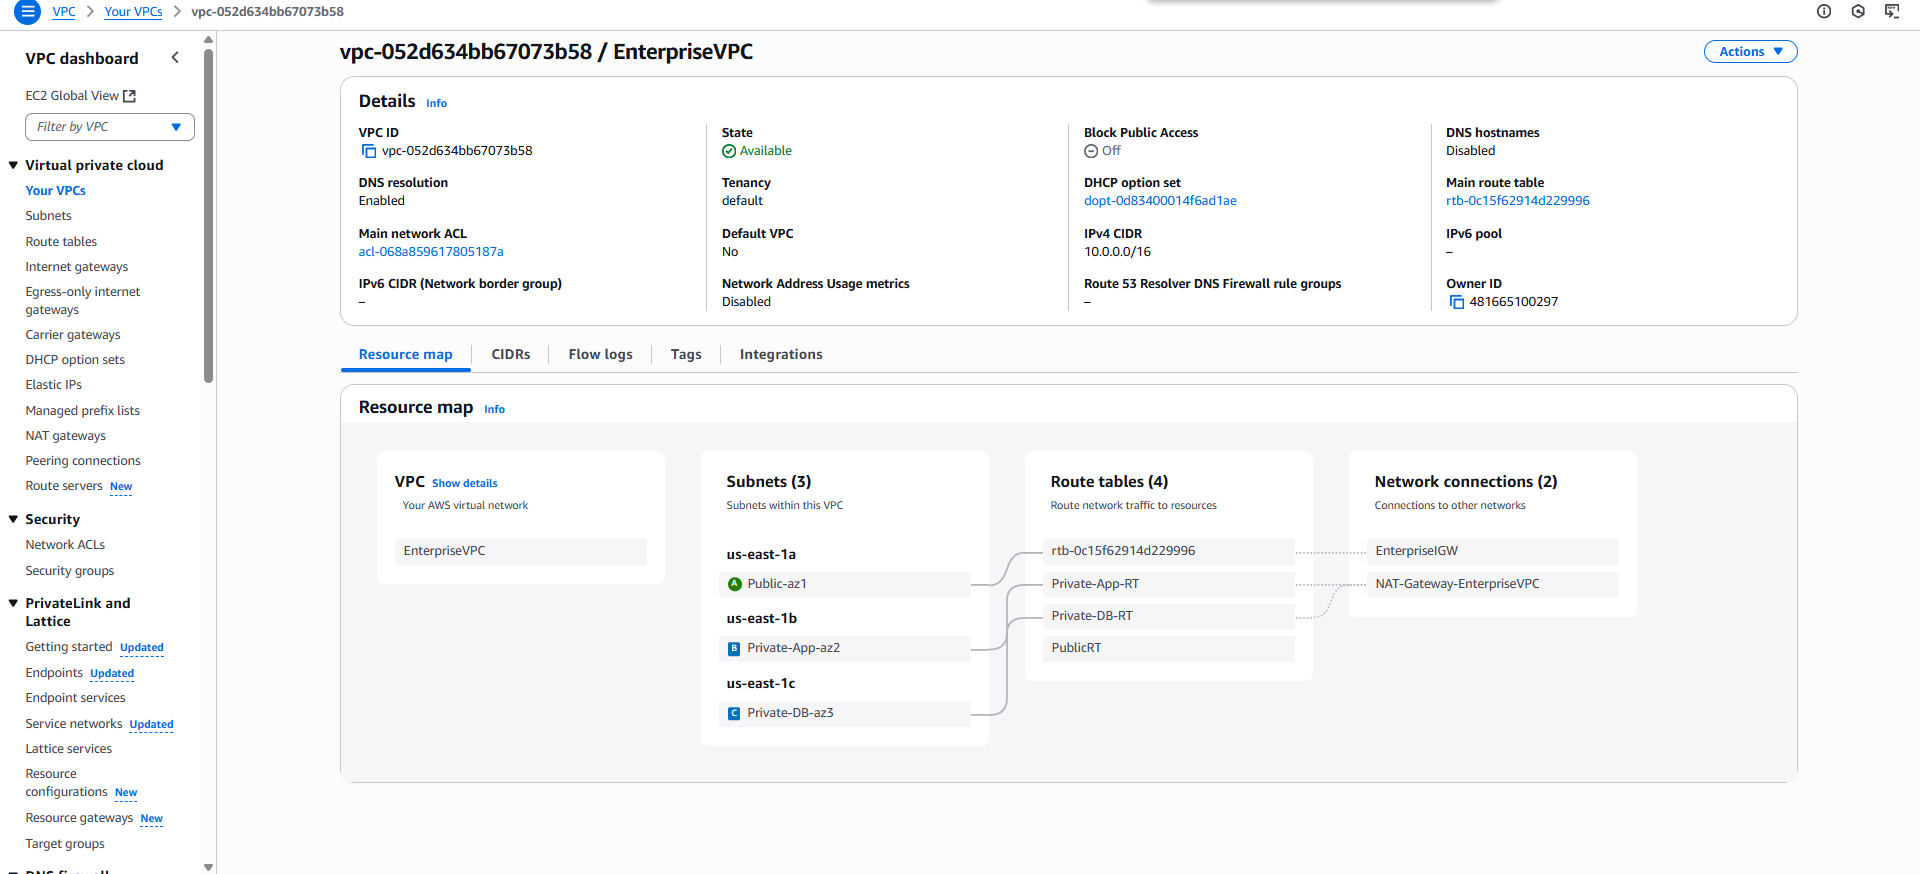 VPC > Your VPCs > vpc-052d634bb67073b58
VPC dashboard
EC2 Global View
Filter by VPC
Virtual private cloud
Your VPCs
Subnets
Route tables
Internet gateways
Egress-only internet
gateways
Carrier gateways
DHCP option sets
Elastic IPs
Managed prefix lists
NAT gateways
Peering connections
Route servers New
Security
Network ACLs
Security groups
PrivateLink and
Lattice
Getting started Updated
Endpoints Updated
Endpoint services
Service networks Updated
Lattice services
Resource
configurations New
Resource gateways New
Target groups
DNS firewall
vpc-052d634bb67073b58 / EnterpriseVPC
Actions
Details Info
VPC ID
vpc-052d634bb67073b58
State
Available
Block Public Access
Off
DNS hostnames
Disabled
DNS resolution
Enabled
Tenancy
default
DHCP option set
dopt-0d83400014f6ad1ae
Main route table
rtb-0c15f62914d229996
Main network ACL
acl-068a859617805187a
Default VPC
No
IPv4 CIDR
10.0.0.0/16
IPv6 pool
–
IPv6 CIDR (Network border group)
–
Network Address Usage metrics
Disabled
Route 53 Resolver DNS Firewall rule groups
–
Owner ID
481665100297
Resource map
CIDRs
Flow logs
Tags
Integrations
Resource map Info
VPC Show details
Your AWS virtual network
EnterpriseVPC
Subnets (3)
Subnets within this VPC
us-east-1a
A Public-az1
us-east-1b
B Private-App-az2
us-east-1c
C Private-DB-az3
Route tables (4)
Route network traffic to resources
rtb-0c15f62914d229996
Private-App-RT
Private-DB-RT
PublicRT
Network connections (2)
Connections to other networks
EnterpriseIGW
NAT-Gateway-EnterpriseVPC